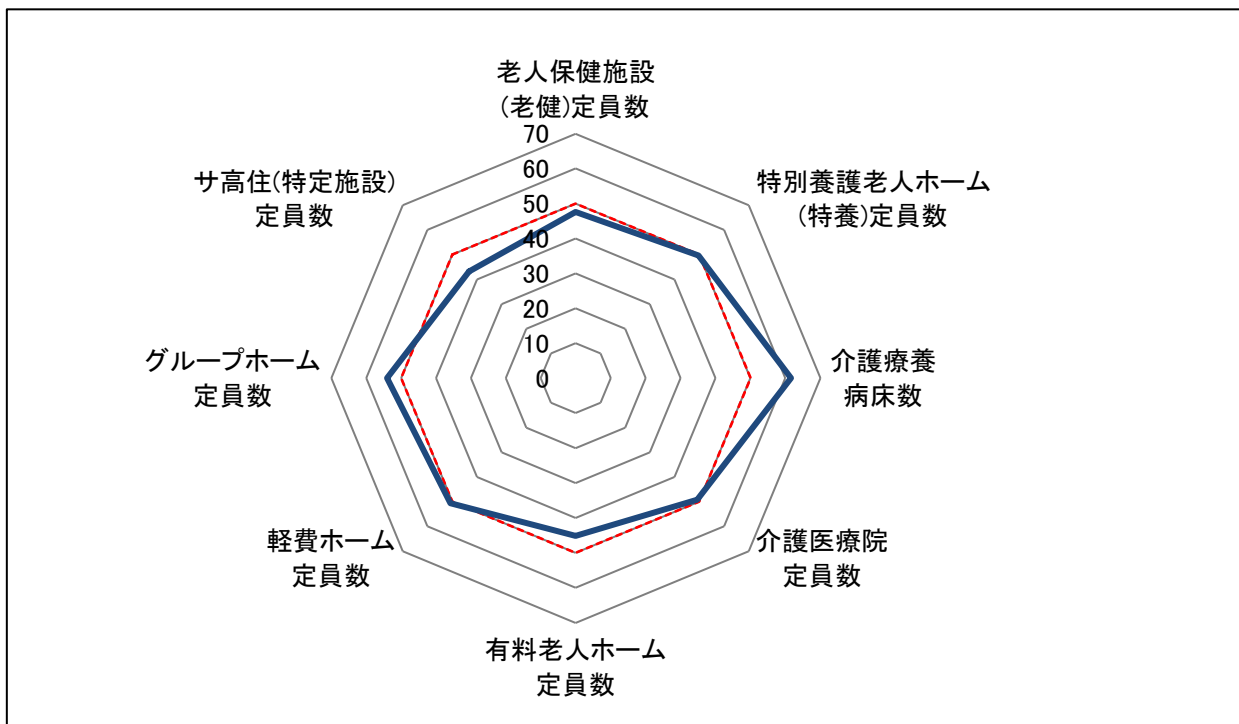 老人保健施設
(老健)定員数
特別養護老人ホーム
(特養)定員数
介護療養
病床数
介護医療院
定員数
有料老人ホーム
定員数
軽費ホーム
定員数
グループホーム
定員数
サ高住(特定施設)
定員数
70
60
50
40
30
20
10
0